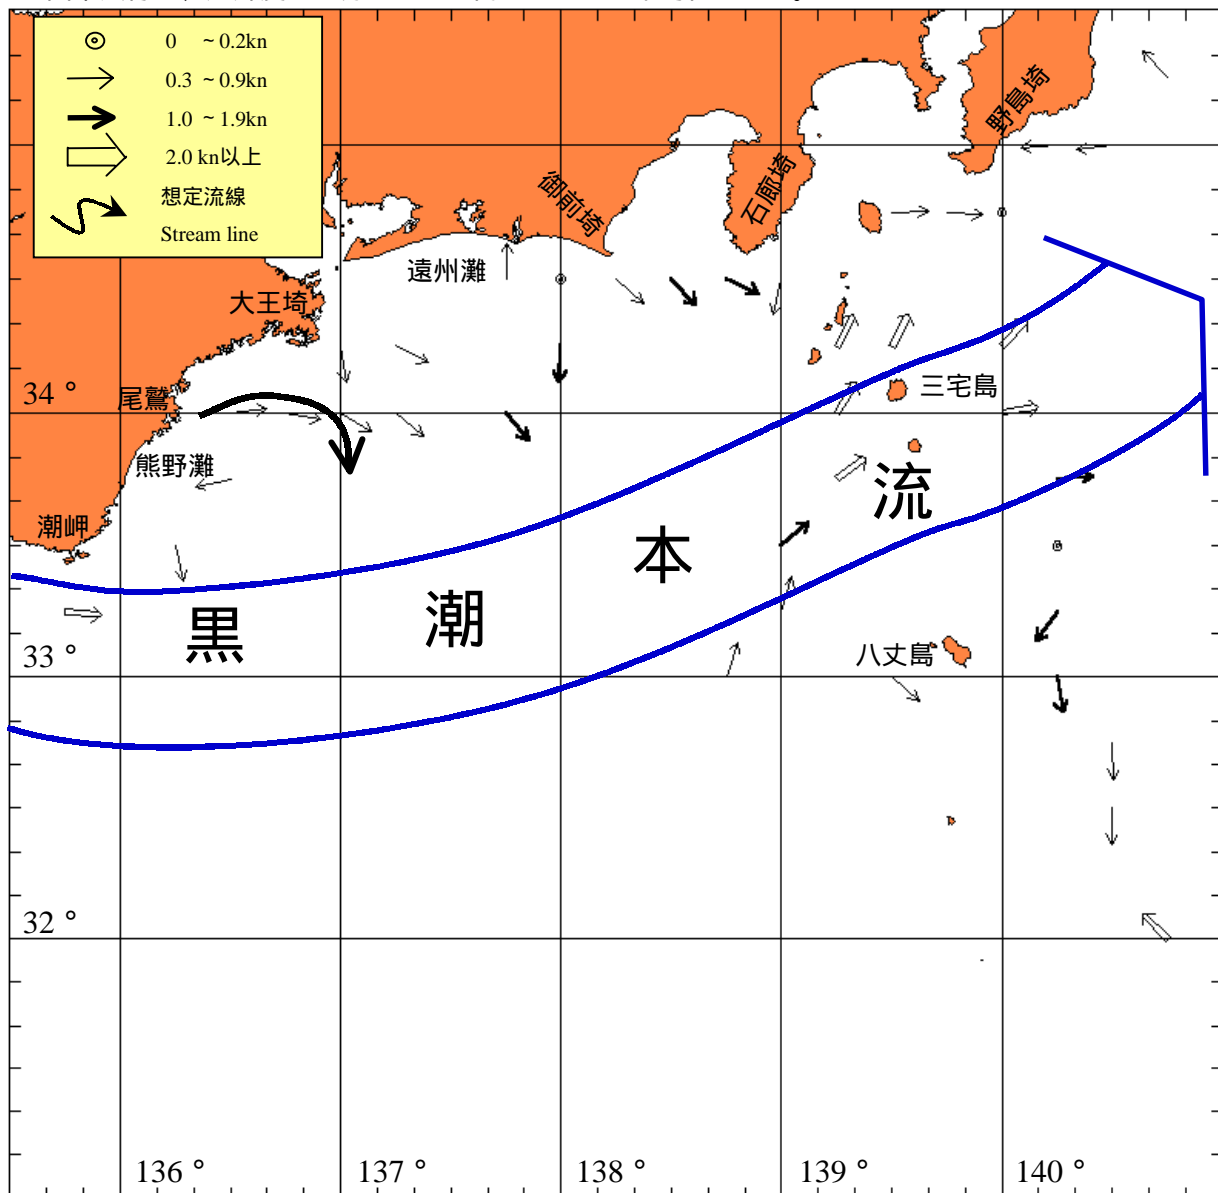 0 ~ 0.2kn
0.3 ~ 0.9kn
1.0 ~ 1.9kn
2.0 kn以上
想定流線
Stream line
野島埼
石廊埼
御前埼
遠州灘
大王埼
尾鷲
34 °
三宅島
熊野灘
潮岬
黒潮本流
33 °
八丈島
32 °
136 °
137 °
138 °
139 °
140 °